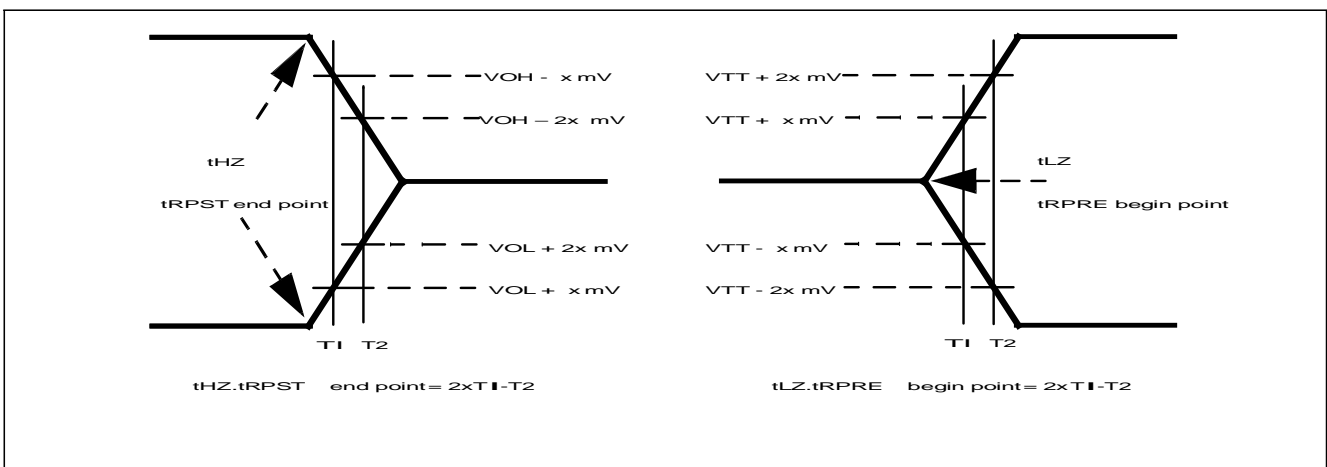 VOH - x mV
VOH – 2x mV
tHZ
tRPST end point
VOL + 2x mV
VOL + x mV
T1 T2
tHZ.tRPST end point = 2xT1-T2
VTT + 2x mV
VTT + x mV
tLZ
tRPRE begin point
VTT - x mV
VTT - 2x mV
T1 T2
tLZ.tRPRE begin point = 2xT1-T2